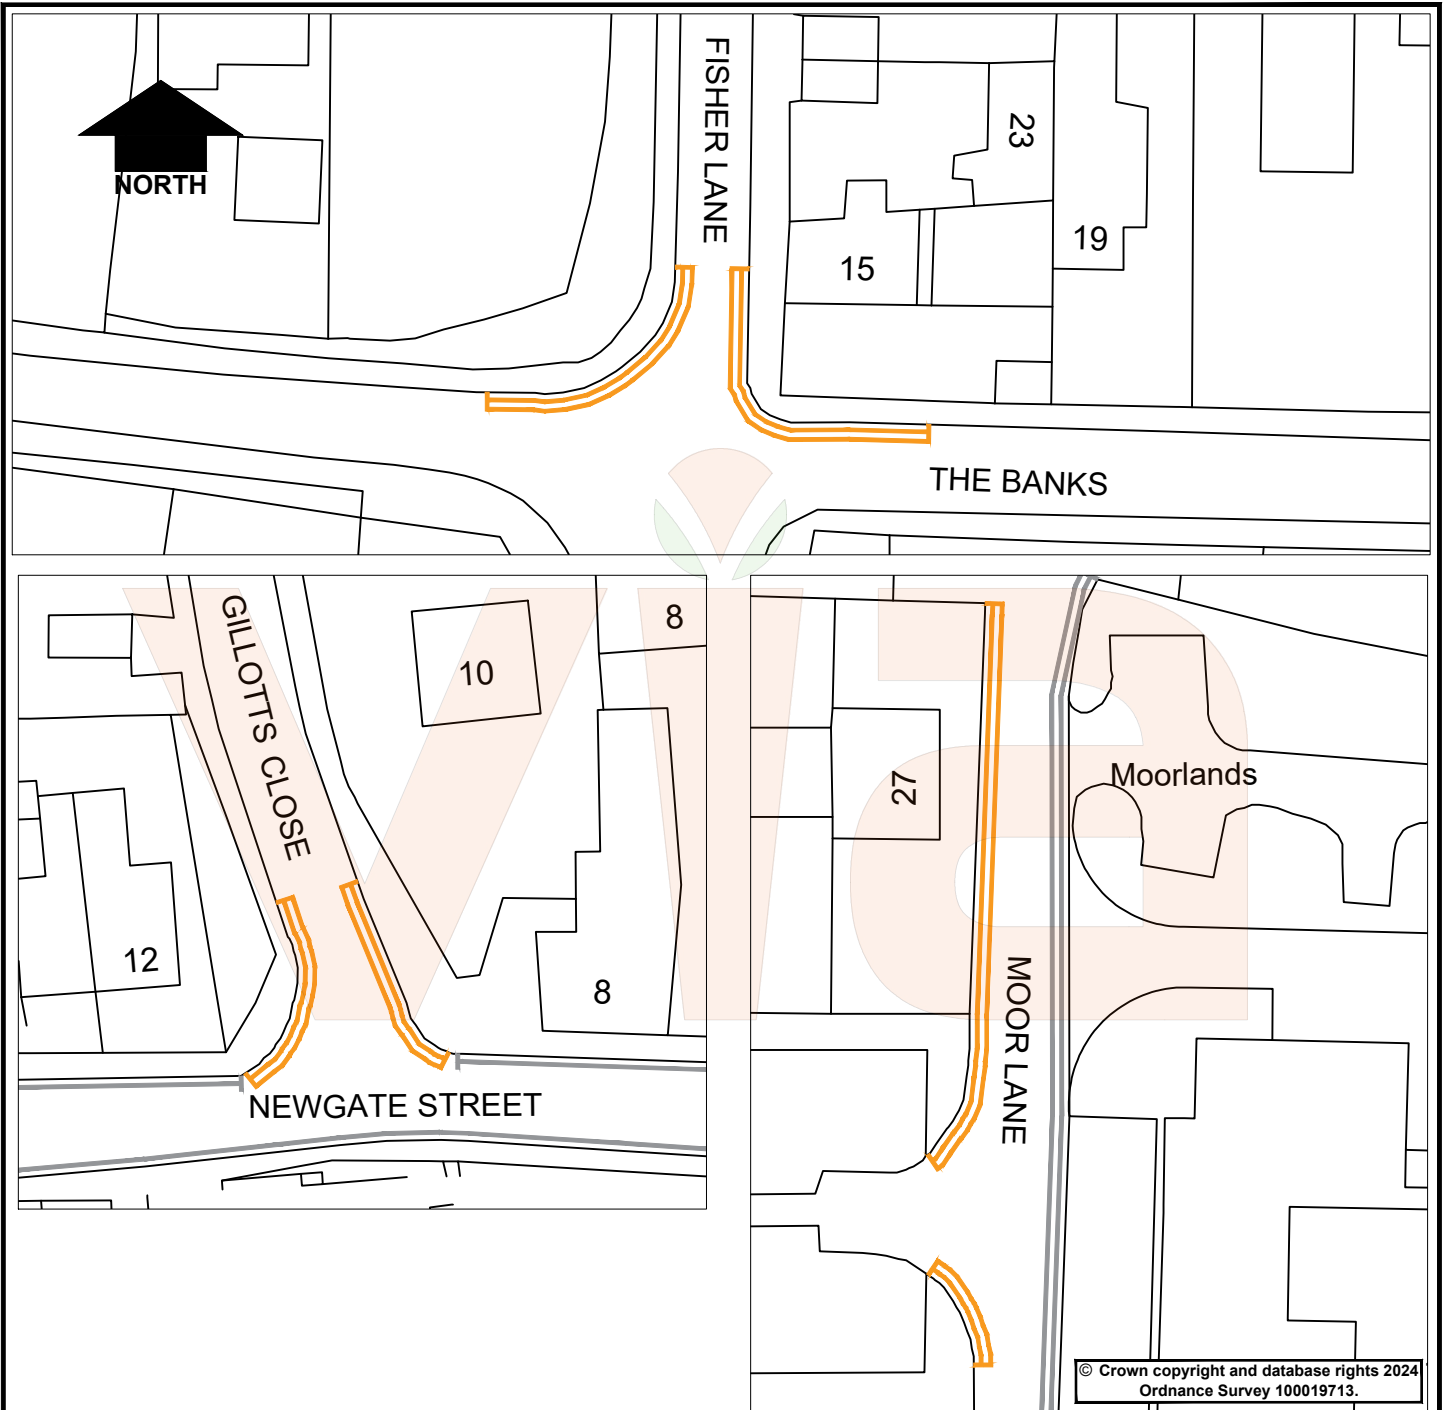 FISHER LANE
NORTH
23
19
15
THE BANKS
GILLOTTS CLOSE
10
8
12
8
NEWGATE STREET
via
27
Moorlands
MOOR LANE
© Crown copyright and database rights 2024
Ordnance Survey 100019713.